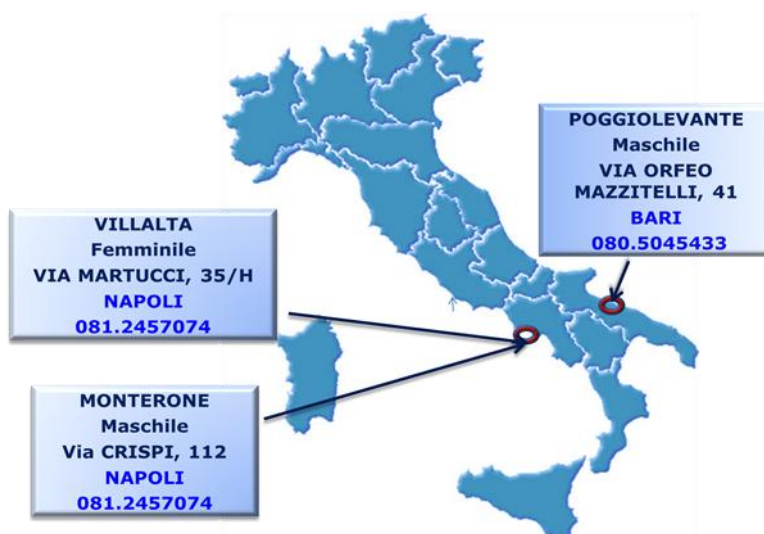 POGGIOLEVANTE
Maschile
VIA ORFEO
MAZZITELLI, 41
BARI
080.5045433
VILLALTA
Femminile
VIA MARTUCCI, 35/H
NAPOLI
081.2457074
MONTERONE
Maschile
Via CRISPI, 112
NAPOLI
081.2457074